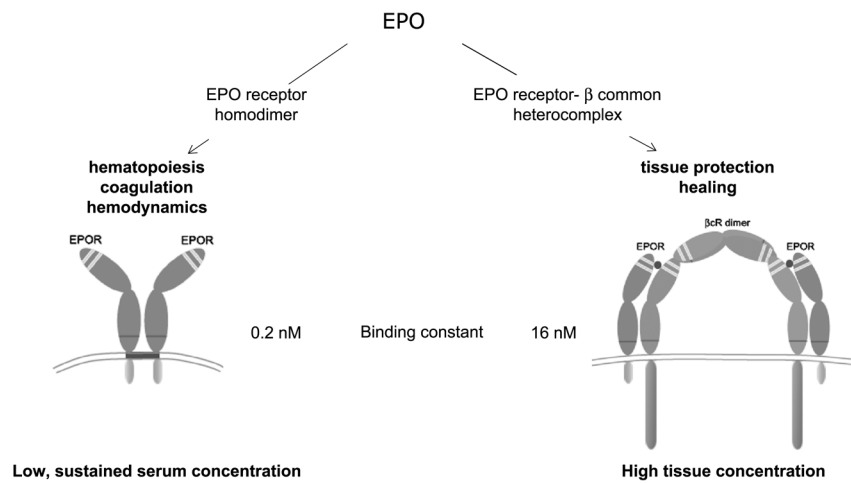 EPO
EPO receptor
homodimer
EPO receptor- β common
heterocomplex
hematopoiesis
coagulation
hemodynamics
tissue protection
healing
EPOR
EPOR
βcR dimer
EPOR
EPOR
0.2 nM
Binding constant
16 nM
Low, sustained serum concentration
High tissue concentration